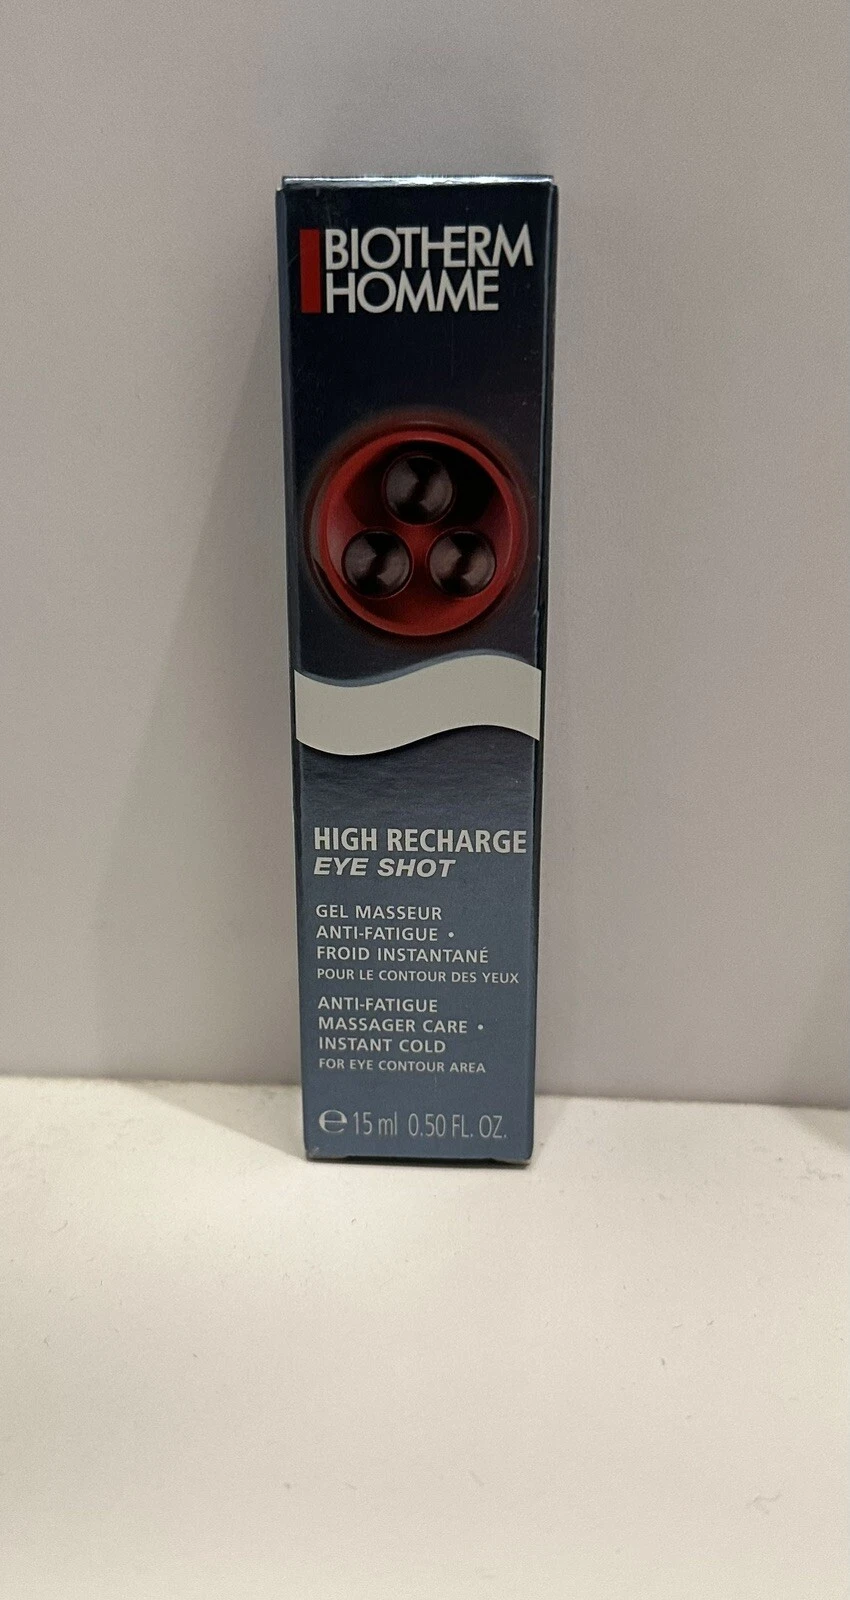 BIOTHERM
HOMME
HIGH RECHARGE
EYE SHOT
GEL MASSEUR
ANTI-FATIGUE •
FROID INSTANTANÉ
POUR LE CONTOUR DES YEUX
ANTI-FATIGUE
MASSAGER CARE •
INSTANT COLD
FOR EYE CONTOUR AREA
℮ 15 ml 0.50 FL. OZ.